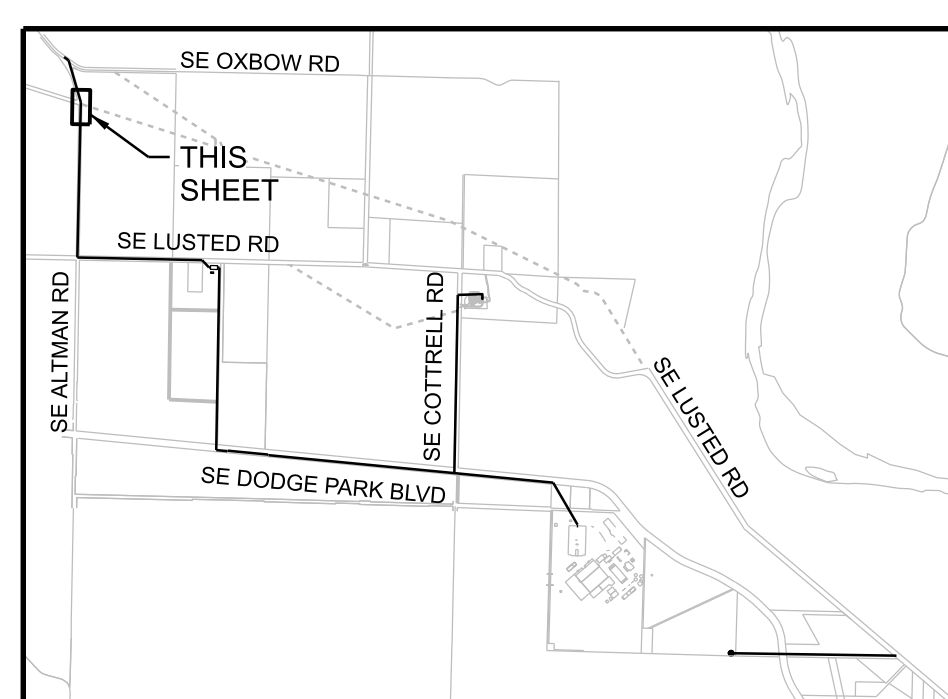 SE OXBOW RD
THIS
SHEET
SE LUSTED RD
SE ALTMAN RD
SE COTTRELL RD
SE LUSTED RD
SE DODGE PARK BLVD